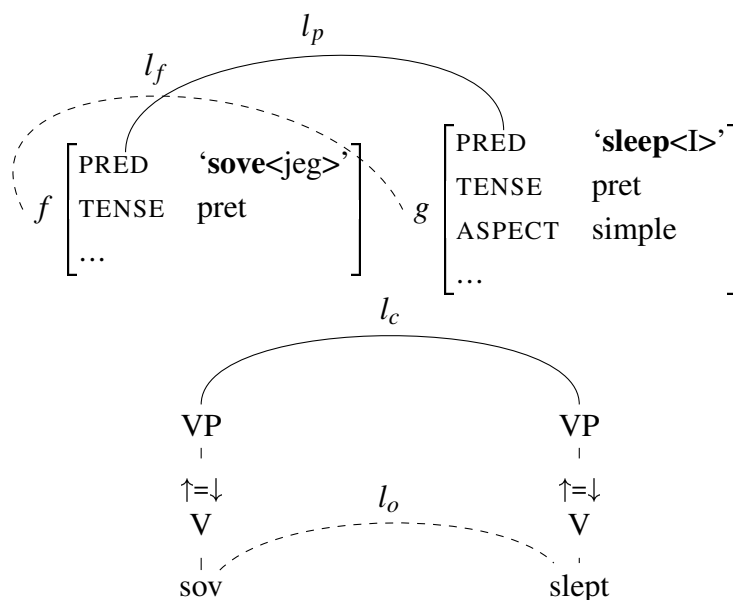 l_p
l_f
f [PRED ‘sove<jeg>’
TENSE pret
...]
g [PRED ‘sleep<I>’
TENSE pret
ASPECT simple
...]
l_c
VP VP
↑=↓ ↑=↓
V l_o V
sov slept